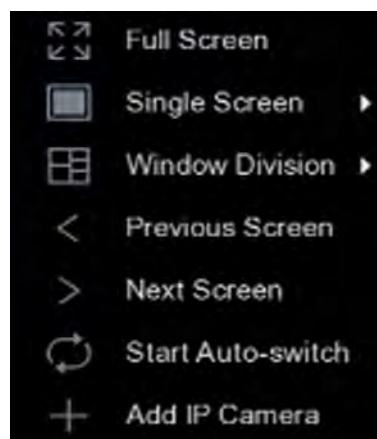 Full Screen
Single Screen
Window Division
Previous Screen
Next Screen
Start Auto-switch
Add IP Camera